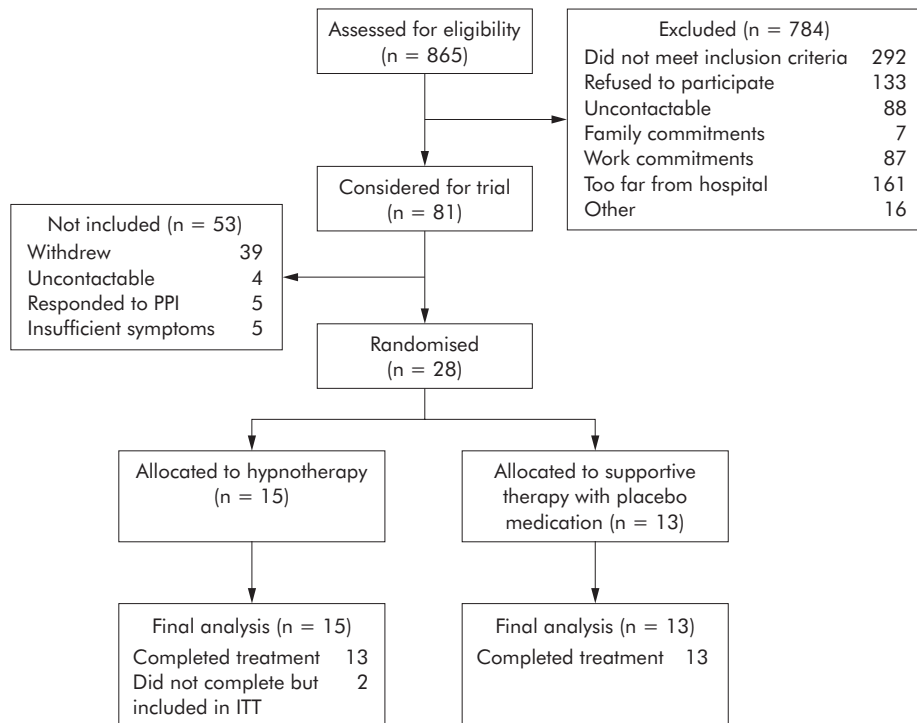 Assessed for eligibility
(n = 865)
Excluded (n = 784)
Did not meet inclusion criteria 292
Refused to participate 133
Uncontactable 88
Family commitments 7
Work commitments 87
Too far from hospital 161
Other 16
Considered for trial
(n = 81)
Not included (n = 53)
Withdrew 39
Uncontactable 4
Responded to PPI 5
Insufficient symptoms 5
Randomised
(n = 28)
Allocated to hypnotherapy
(n = 15)
Allocated to supportive
therapy with placebo
medication (n = 13)
Final analysis (n = 15)
Completed treatment 13
Did not complete but 2
included in ITT
Final analysis (n = 13)
Completed treatment 13